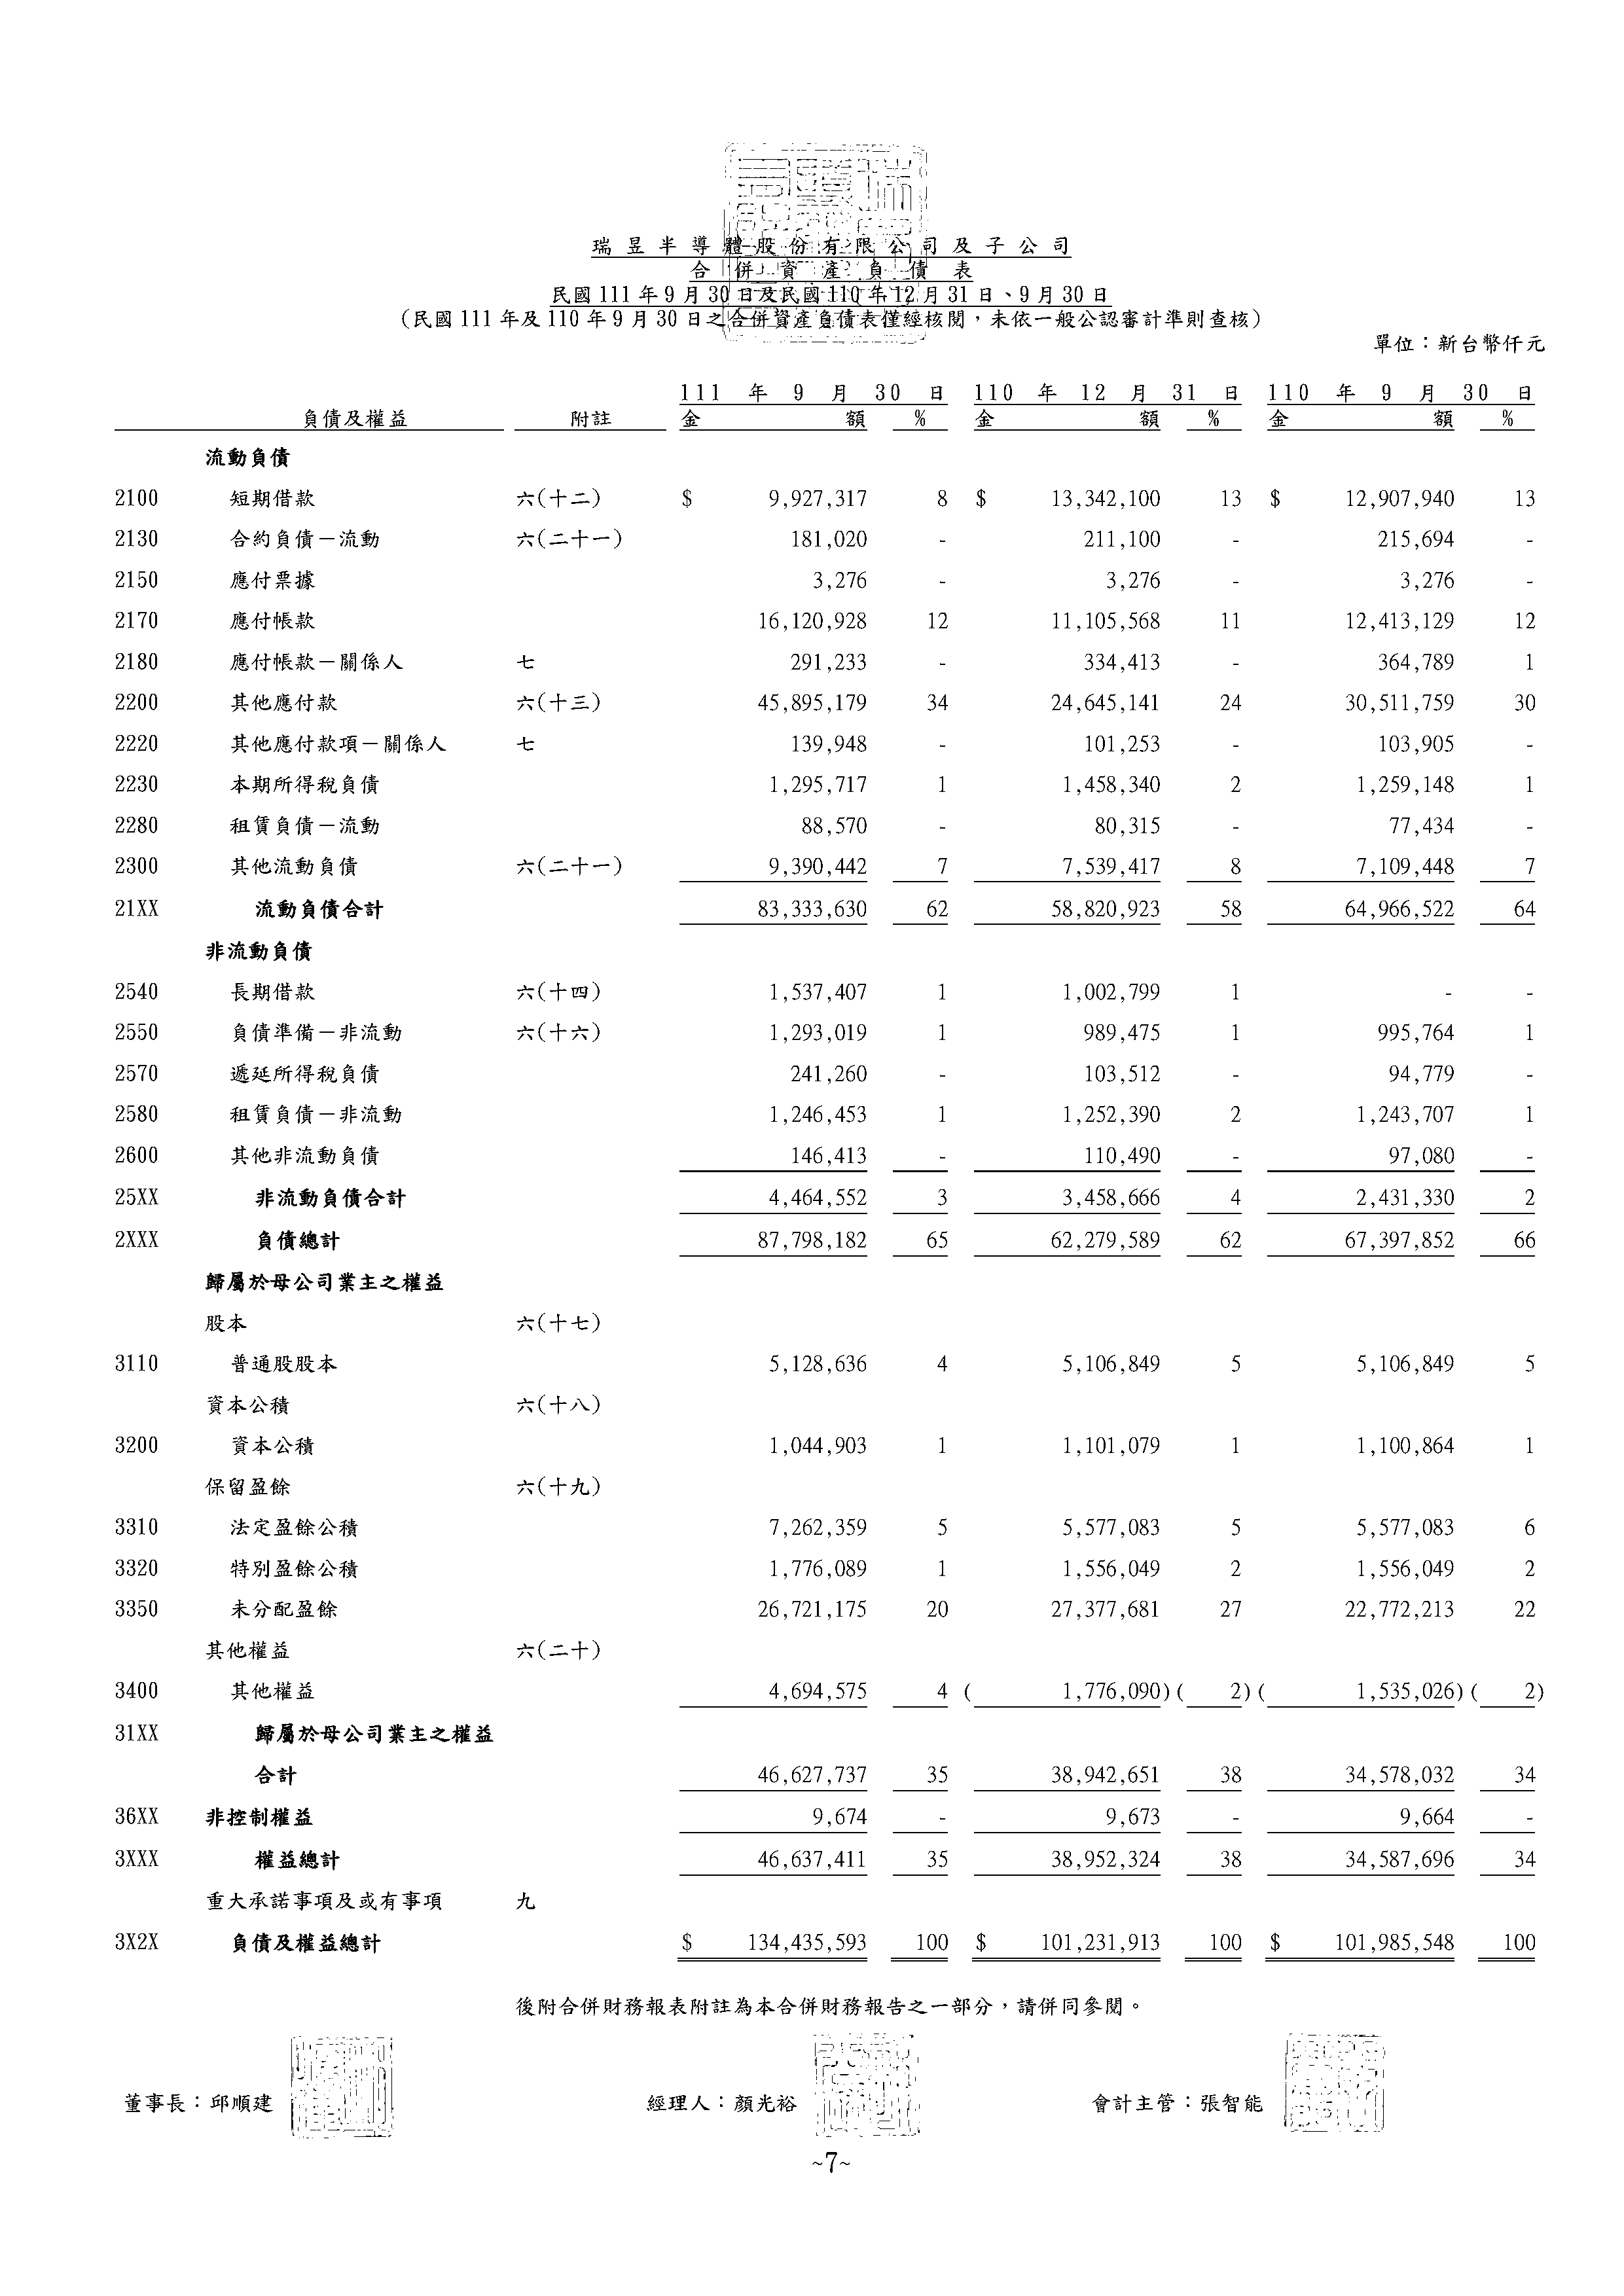 瑞昱半導體股份有限公司及子公司
合併資產負債表
民國111年9月30日及民國110年12月31日、9月30日
(民國111年及110年9月30日之合併資產負債表僅經核閱,未依一般公認審計準則查核)
單位:新台幣仟元
111年9月30日 110年12月31日 110年9月30日
負債及權益 附註 金額 % 金額 % 金額 %
流動負債
2100 短期借款 六(十二) $ 9,927,317 8 $ 13,342,100 13 $ 12,907,940 13
2130 合約負債-流動 六(二十一) 181,020 - 211,100 - 215,694 -
2150 應付票據 3,276 - 3,276 - 3,276 -
2170 應付帳款 16,120,928 12 11,105,568 11 12,413,129 12
2180 應付帳款-關係人 七 291,233 - 334,413 - 364,789 1
2200 其他應付款 六(十三) 45,895,179 34 24,645,141 24 30,511,759 30
2220 其他應付款項-關係人 七 139,948 - 101,253 - 103,905 -
2230 本期所得稅負債 1,295,717 1 1,458,340 2 1,259,148 1
2280 租賃負債-流動 88,570 - 80,315 - 77,434 -
2300 其他流動負債 六(二十一) 9,390,442 7 7,539,417 8 7,109,448 7
21XX 流動負債合計 83,333,630 62 58,820,923 58 64,966,522 64
非流動負債
2540 長期借款 六(十四) 1,537,407 1 1,002,799 1 - -
2550 負債準備-非流動 六(十六) 1,293,019 1 989,475 1 995,764 1
2570 遞延所得稅負債 241,260 - 103,512 - 94,779 -
2580 租賃負債-非流動 1,246,453 1 1,252,390 2 1,243,707 1
2600 其他非流動負債 146,413 - 110,490 - 97,080 -
25XX 非流動負債合計 4,464,552 3 3,458,666 4 2,431,330 2
2XXX 負債總計 87,798,182 65 62,279,589 62 67,397,852 66
歸屬於母公司業主之權益
股本 六(十七)
3110 普通股股本 5,128,636 4 5,106,849 5 5,106,849 5
資本公積 六(十八)
3200 資本公積 1,044,903 1 1,101,079 1 1,100,864 1
保留盈餘 六(十九)
3310 法定盈餘公積 7,262,359 5 5,577,083 5 5,577,083 6
3320 特別盈餘公積 1,776,089 1 1,556,049 2 1,556,049 2
3350 未分配盈餘 26,721,175 20 27,377,681 27 22,772,213 22
其他權益 六(二十)
3400 其他權益 4,694,575 4 ( 1,776,090) ( 2) ( 1,535,026) ( 2)
31XX 歸屬於母公司業主之權益
合計 46,627,737 35 38,942,651 38 34,578,032 34
36XX 非控制權益 9,674 - 9,673 - 9,664 -
3XXX 權益總計 46,637,411 35 38,952,324 38 34,587,696 34
重大承諾事項及或有事項 九
3X2X 負債及權益總計 $ 134,435,593 100 $ 101,231,913 100 $ 101,985,548 100
後附合併財務報表附註為本合併財務報告之一部分,請併同參閱。
董事長:邱順建 經理人:顏光裕 會計主管:張智能
~7~